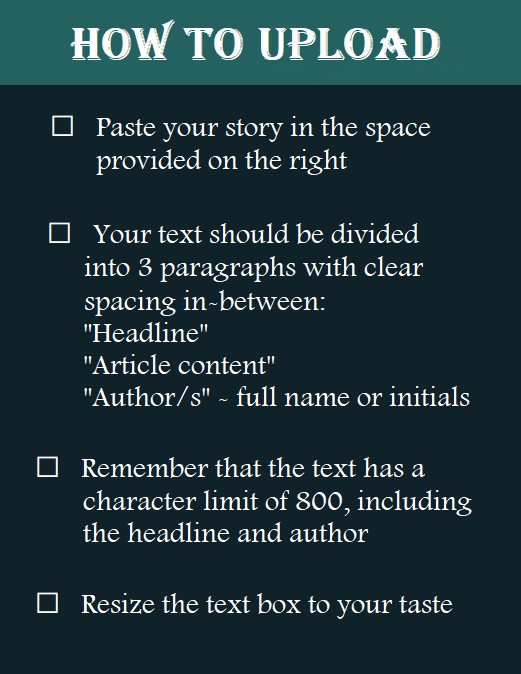 HOW TO UPLOAD
☐ Paste your story in the space
provided on the right
☐ Your text should be divided
into 3 paragraphs with clear
spacing in-between:
"Headline"
"Article content"
"Author/s" - full name or initials
☐ Remember that the text has a
character limit of 800, including
the headline and author
☐ Resize the text box to your taste